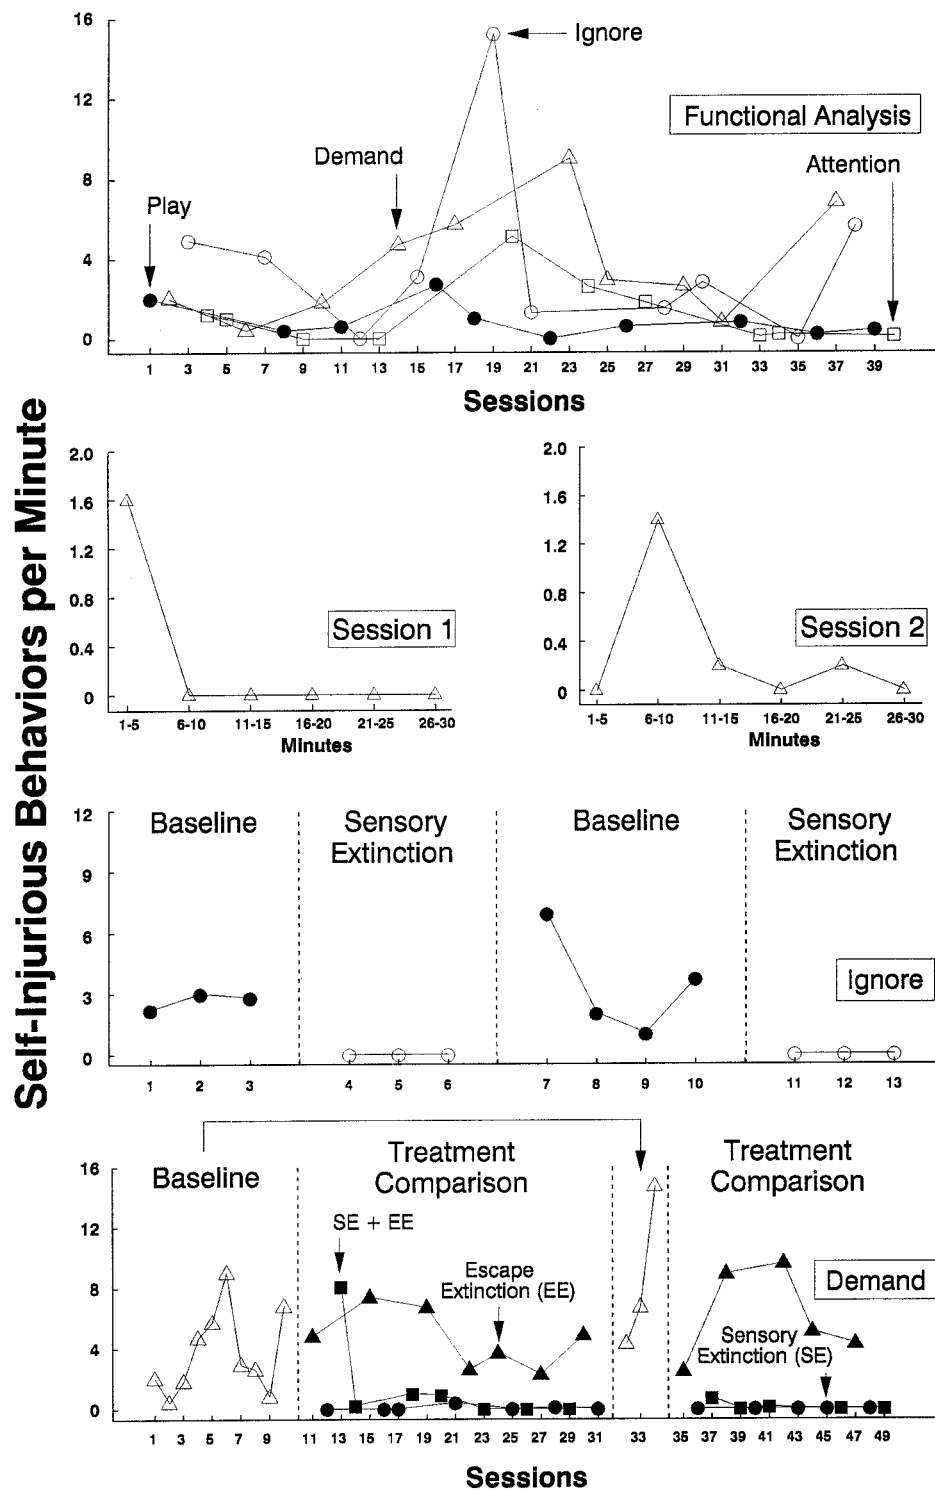 Self-Injurious Behaviors per Minute
16
12
8
4
0
Ignore
Functional Analysis
Demand
Attention
Play
1 3 5 7 9 11 13 15 17 19 21 23 25 27 29 31 33 35 37 39
Sessions
2.0
1.6
1.2
0.8
0.4
0
Session 1
1-5 6-10 11-15 16-20 21-25 26-30
Minutes
2.0
1.6
1.2
0.8
0.4
0
Session 2
1-5 6-10 11-15 16-20 21-25 26-30
Minutes
12
9
6
3
0
Baseline
Sensory
Extinction
Baseline
Sensory
Extinction
Ignore
1 2 3 4 5 6 7 8 9 10 11 12 13
16
12
8
4
0
Baseline
Treatment
Comparison
Treatment
Comparison
SE + EE
Escape
Extinction (EE)
Demand
Sensory
Extinction (SE)
1 3 5 7 9 11 13 15 17 19 21 23 25 27 29 31 33 35 37 39 41 43 45 47 49
Sessions